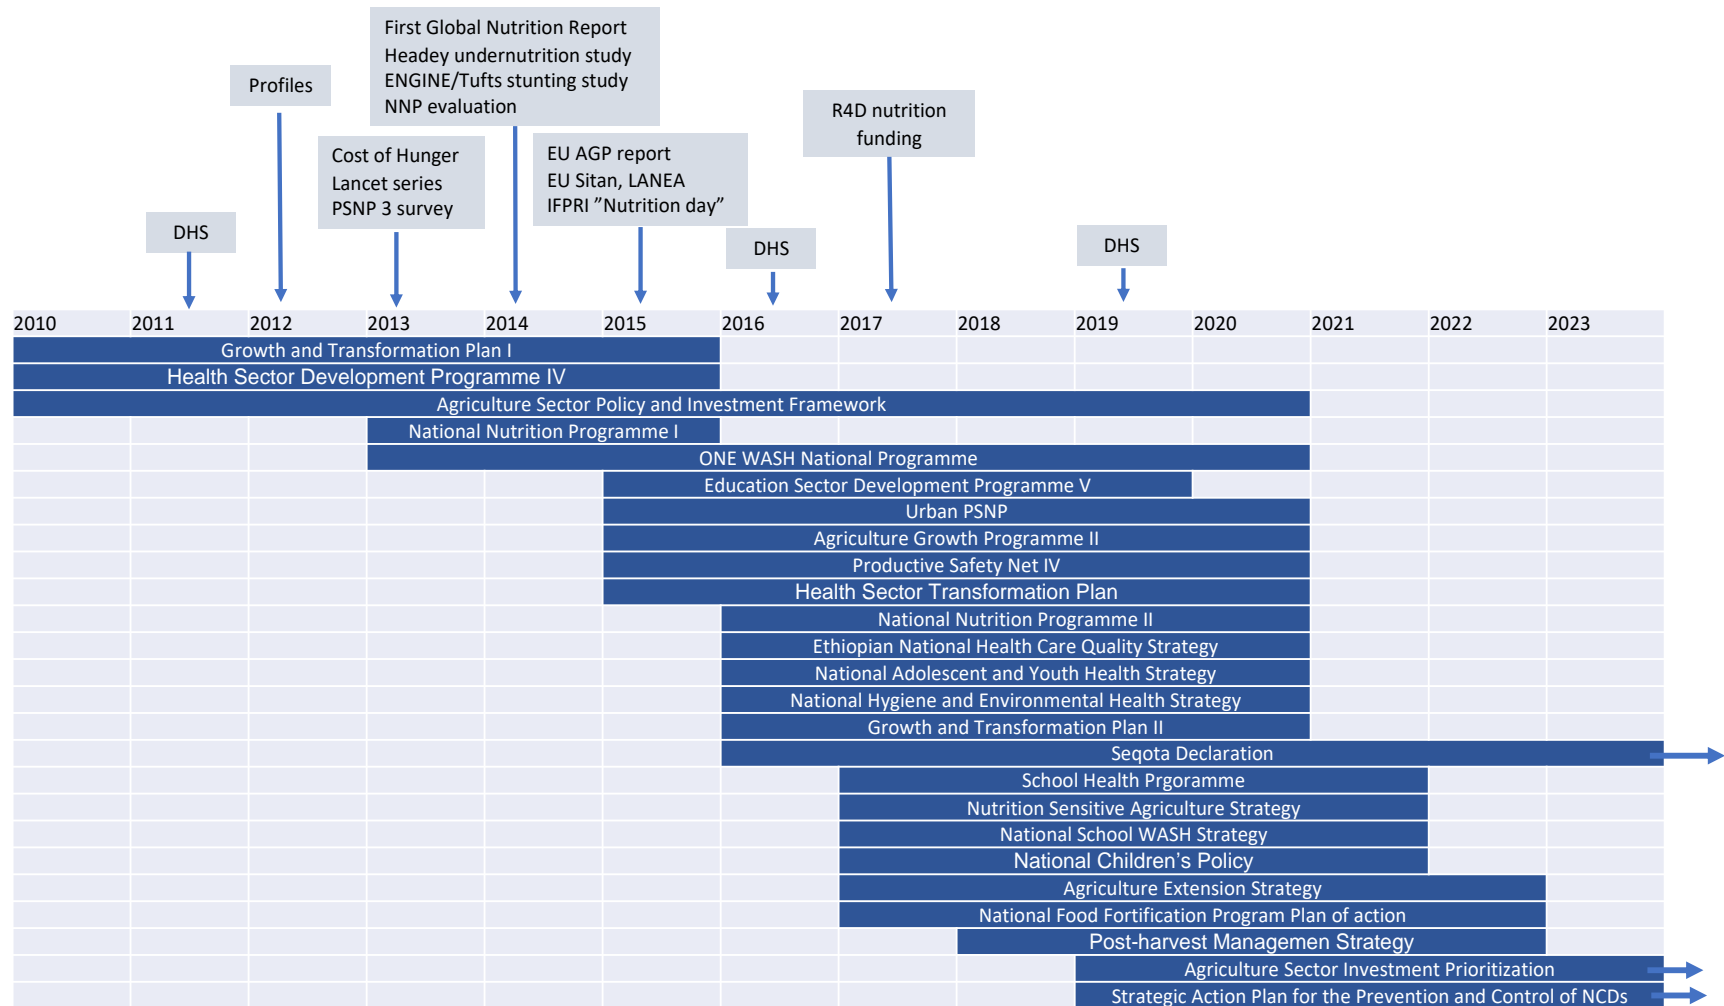 First Global Nutrition Report
Headey undernutrition study
ENGINE/Tufts stunting study
NNP evaluation
Profiles
R4D nutrition
funding
Cost of Hunger
Lancet series
PSNP 3 survey
EU AGP report
EU Sitan, LANEA
IFPRI ”Nutrition day”
DHS
DHS
DHS
2010 2011 2012 2013 2014 2015 2016 2017 2018 2019 2020 2021 2022 2023
Growth and Transformation Plan I
Health Sector Development Programme IV
Agriculture Sector Policy and Investment Framework
National Nutrition Programme I
ONE WASH National Programme
Education Sector Development Programme V
Urban PSNP
Agriculture Growth Programme II
Productive Safety Net IV
Health Sector Transformation Plan
National Nutrition Programme II
Ethiopian National Health Care Quality Strategy
National Adolescent and Youth Health Strategy
National Hygiene and Environmental Health Strategy
Growth and Transformation Plan II
Seqota Declaration
School Health Prgoramme
Nutrition Sensitive Agriculture Strategy
National School WASH Strategy
National Children's Policy
Agriculture Extension Strategy
National Food Fortification Program Plan of action
Post-harvest Managemen Strategy
Agriculture Sector Investment Prioritization
Strategic Action Plan for the Prevention and Control of NCDs